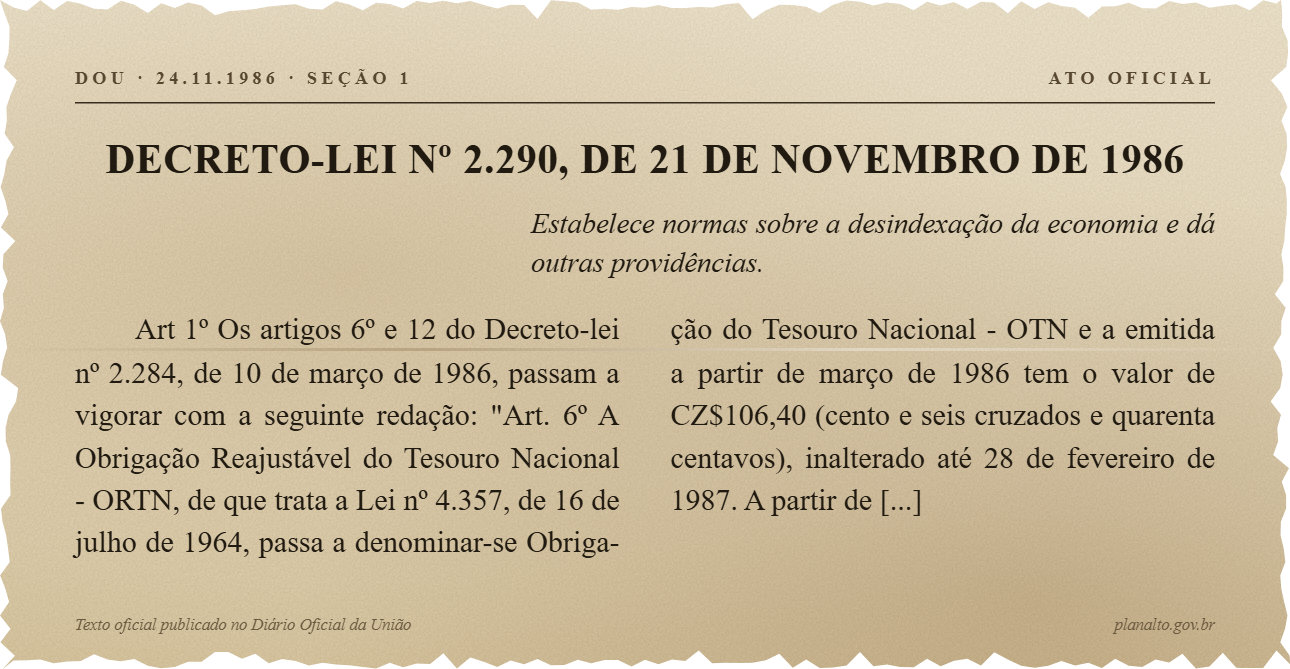 DOU · 24.11.1986 · SEÇÃO 1
ATO OFICIAL
DECRETO-LEI Nº 2.290, DE 21 DE NOVEMBRO DE 1986
Estabelece normas sobre a desindexação da economia e dá
outras providências.
Art 1º Os artigos 6º e 12 do Decreto-lei
nº 2.284, de 10 de março de 1986, passam a
vigorar com a seguinte redação: "Art. 6º A
Obrigação Reajustável do Tesouro Nacional
- ORTN, de que trata a Lei nº 4.357, de 16 de
julho de 1964, passa a denominar-se Obriga-
ção do Tesouro Nacional - OTN e a emitida
a partir de março de 1986 tem o valor de
CZ$106,40 (cento e seis cruzados e quarenta
centavos), inalterado até 28 de fevereiro de
1987. A partir de [...]
Texto oficial publicado no Diário Oficial da União
planalto.gov.br